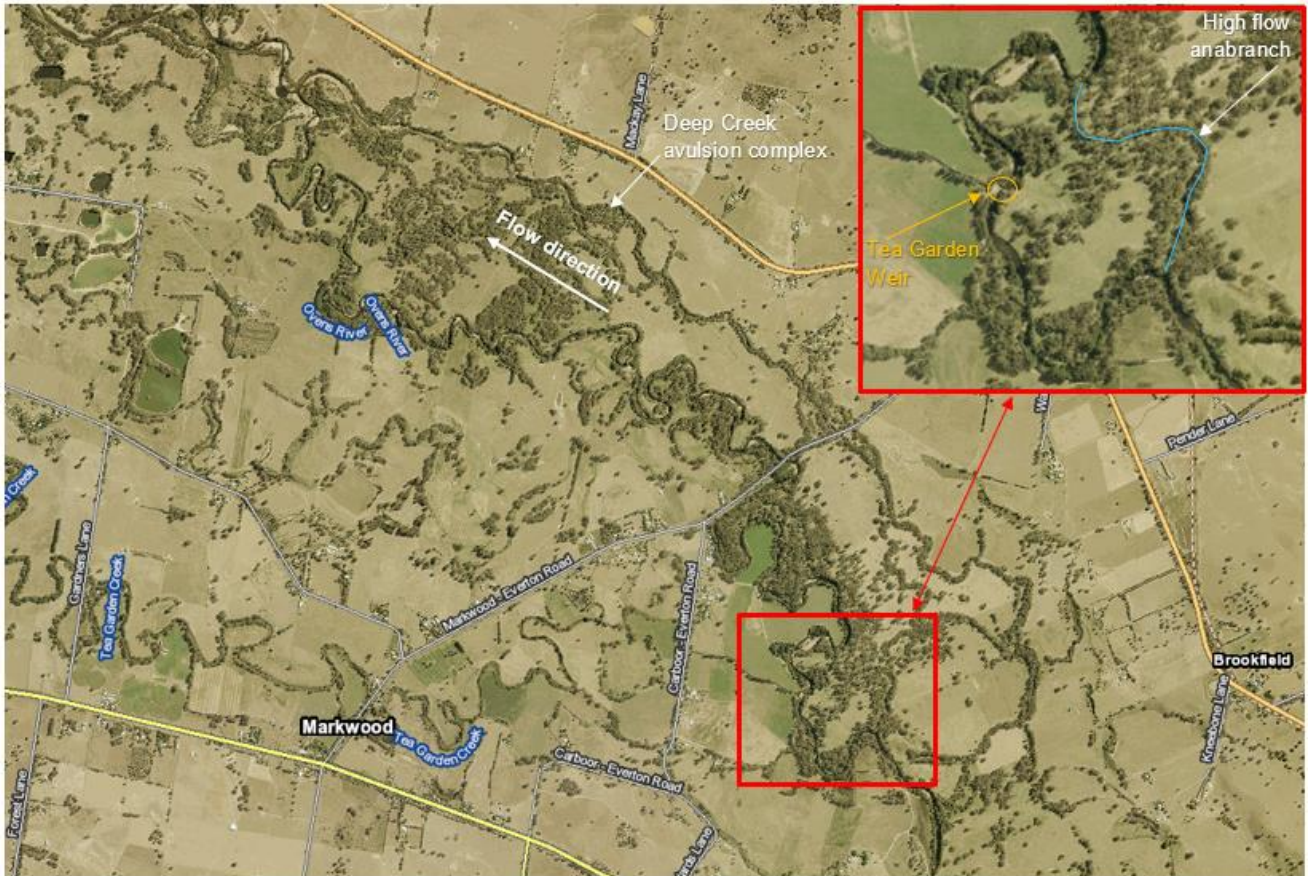 High flow
anabranch
Tea Garden
Weir
Mackay Lane
Deep Creek
avulsion complex
Flow direction
Ovens River
Ovens River
Pender Lane
Creek
Gardners Lane
Tea Garden Creek
Markwood - Everton Road
Carboor - Everton Road
Brookfield
Kneebone Lane
Markwood
Tea Garden Creek
Carboor - Everton Road
Forest Lane